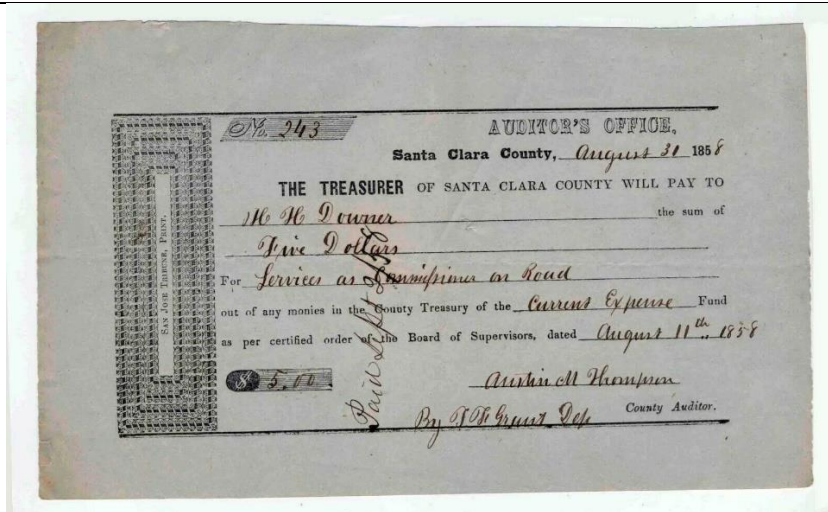 No. 243
AUDITOR'S OFFICE,
Santa Clara County, August 31 1858
THE TREASURER OF SANTA CLARA COUNTY WILL PAY TO
H H Downer the sum of
Five Dollars
For Services as Commissioner on Road
out of any monies in the County Treasury of the Current Expense Fund
as per certified order of the Board of Supervisors, dated August 11th. 1858
$ 5.00
Austin M Thompson
County Auditor.
By Grant Dep
SAN JOSE TRIBUNE, PRINT.
Paid Sept